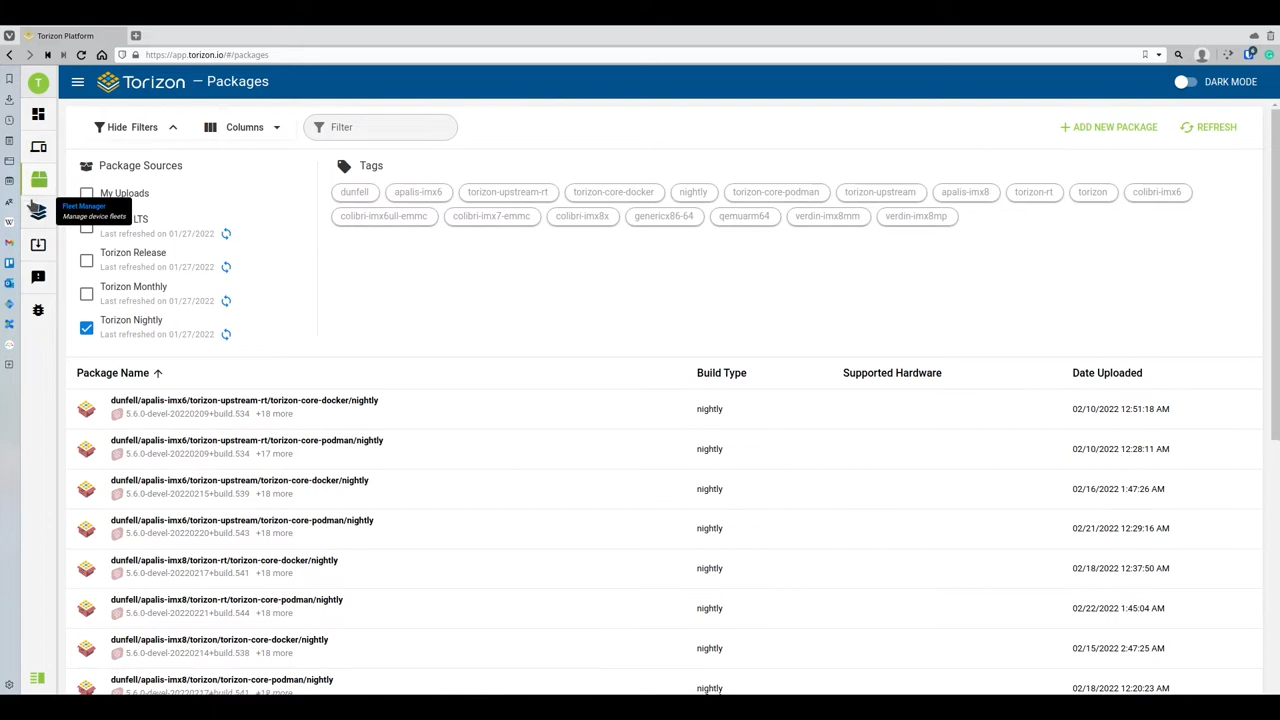 Torizon Platform
https://app.torizon.io/#/packages
T
Torizon — Packages
DARK MODE
Hide Filters
Columns
Filter
ADD NEW PACKAGE
REFRESH
Package Sources
Tags
My Uploads
LTS
Last refreshed on 01/27/2022
Torizon Release
Last refreshed on 01/27/2022
Torizon Monthly
Last refreshed on 01/27/2022
Torizon Nightly
Last refreshed on 01/27/2022
Fleet Manager
Manage device fleets
dunfell apalis-imx6 torizon-upstream-rt torizon-core-docker nightly torizon-core-podman torizon-upstream apalis-imx8 torizon-rt torizon colibri-imx6
colibri-imx6ull-emmc colibri-imx7-emmc colibri-imx8x genericx86-64 qemuarm64 verdin-imx8mm verdin-imx8mp
Package Name Build Type Supported Hardware Date Uploaded
dunfell/apalis-imx6/torizon-upstream-rt/torizon-core-docker/nightly
5.6.0-devel-20220209+build.534 +18 more
nightly 02/10/2022 12:51:18 AM
dunfell/apalis-imx6/torizon-upstream-rt/torizon-core-podman/nightly
5.6.0-devel-20220209+build.534 +17 more
nightly 02/10/2022 12:28:11 AM
dunfell/apalis-imx6/torizon-upstream/torizon-core-docker/nightly
5.6.0-devel-20220215+build.539 +18 more
nightly 02/16/2022 1:47:26 AM
dunfell/apalis-imx6/torizon-upstream/torizon-core-podman/nightly
5.6.0-devel-20220220+build.543 +18 more
nightly 02/21/2022 12:29:16 AM
dunfell/apalis-imx8/torizon-rt/torizon-core-docker/nightly
5.6.0-devel-20220217+build.541 +18 more
nightly 02/18/2022 12:37:50 AM
dunfell/apalis-imx8/torizon-rt/torizon-core-podman/nightly
5.6.0-devel-20220221+build.544 +18 more
nightly 02/22/2022 1:45:04 AM
dunfell/apalis-imx8/torizon/torizon-core-docker/nightly
5.6.0-devel-20220214+build.538 +18 more
nightly 02/15/2022 2:47:25 AM
dunfell/apalis-imx8/torizon/torizon-core-podman/nightly
5.6.0-devel-20220217+build.541 +18 more
nightly 02/18/2022 12:20:23 AM